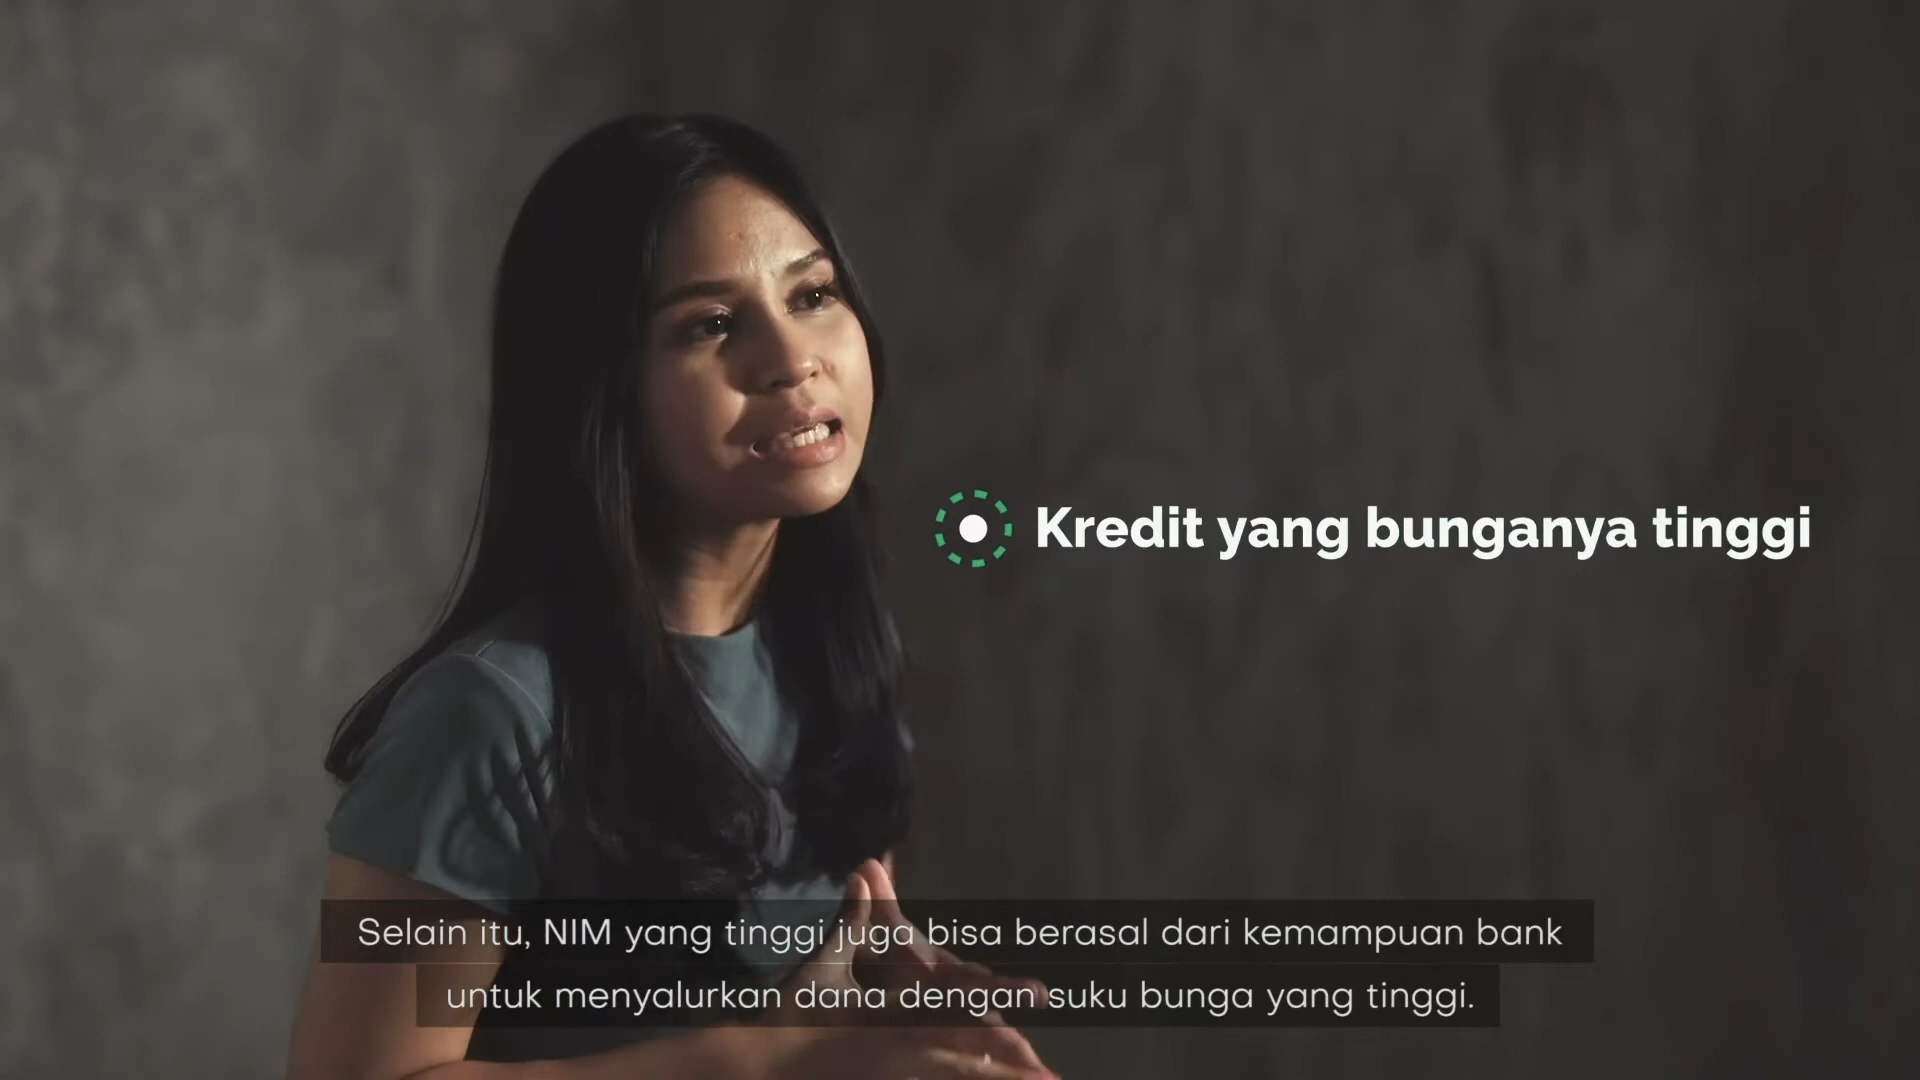 Kredit yang bunganya tinggi
Selain itu, NIM yang tinggi juga bisa berasal dari kemampuan bank
untuk menyalurkan dana dengan suku bunga yang tinggi.